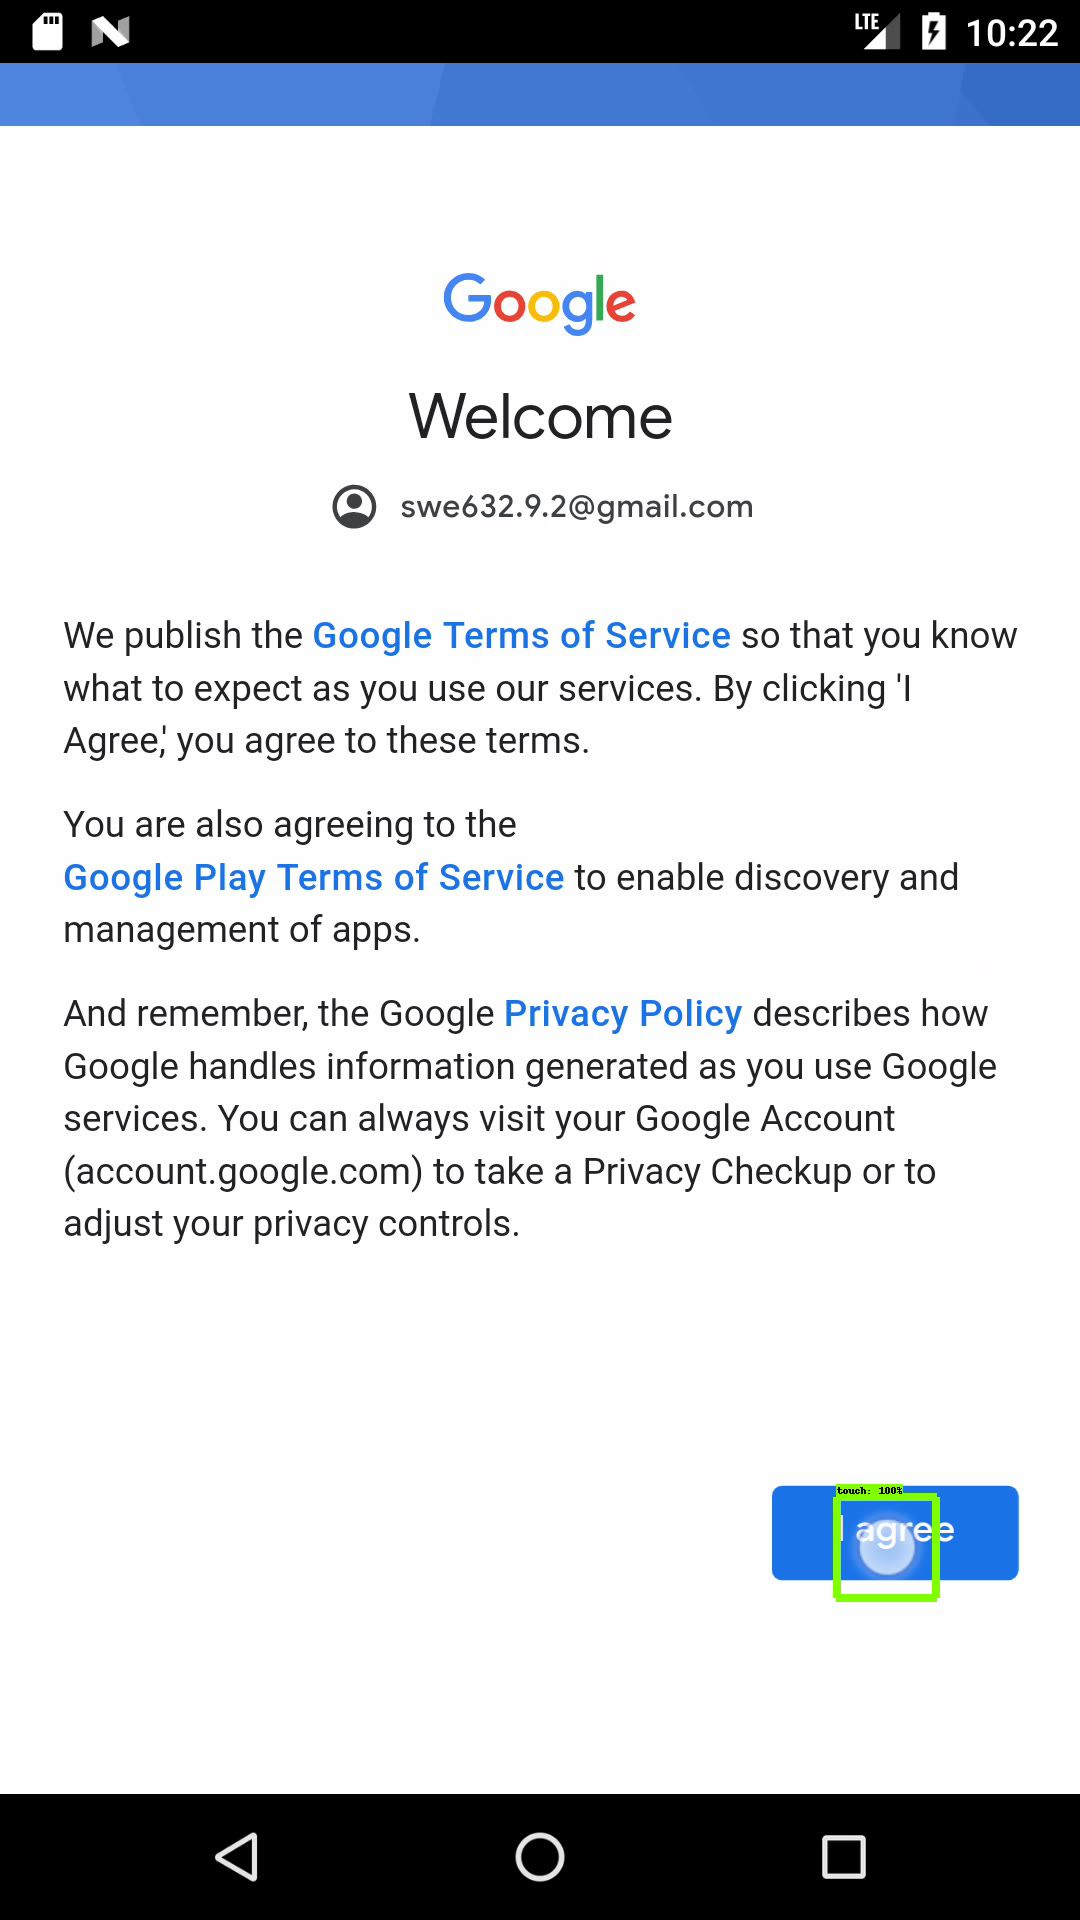 LTE 10:22
Google
Welcome
swe632.9.2@gmail.com
We publish the Google Terms of Service so that you know
what to expect as you use our services. By clicking 'I
Agree,' you agree to these terms.
You are also agreeing to the
Google Play Terms of Service to enable discovery and
management of apps.
And remember, the Google Privacy Policy describes how
Google handles information generated as you use Google
services. You can always visit your Google Account
(account.google.com) to take a Privacy Checkup or to
adjust your privacy controls.
touch: 100%
I agree